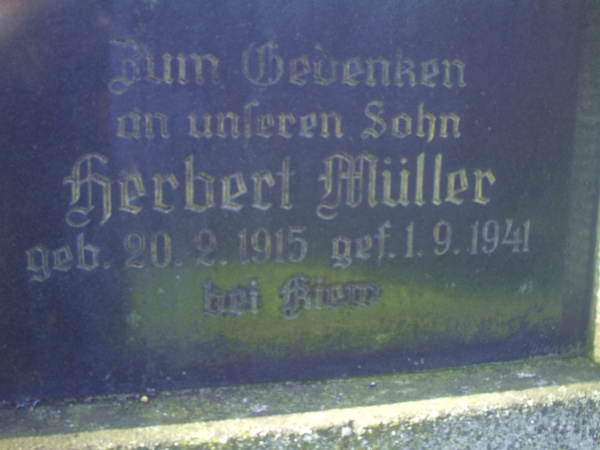 Zum Gedenken
an unseren Sohn
Herbert Müller
geb. 20. 2. 1915 gef. 1. 9. 1941
bei Kiew